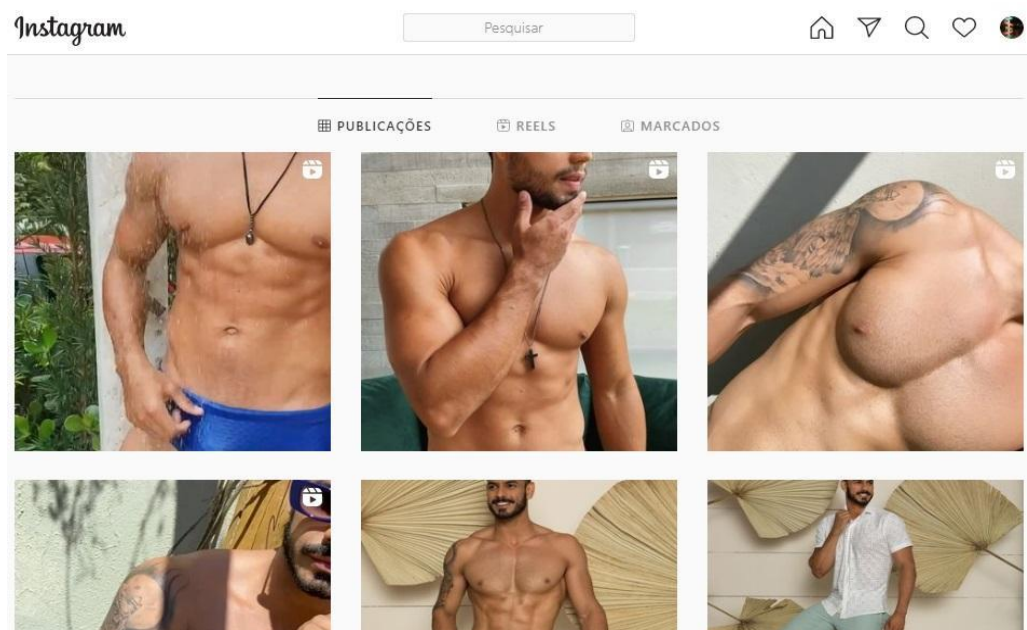 Instagram
Pesquisar
PUBLICAÇÕES
REELS
MARCADOS